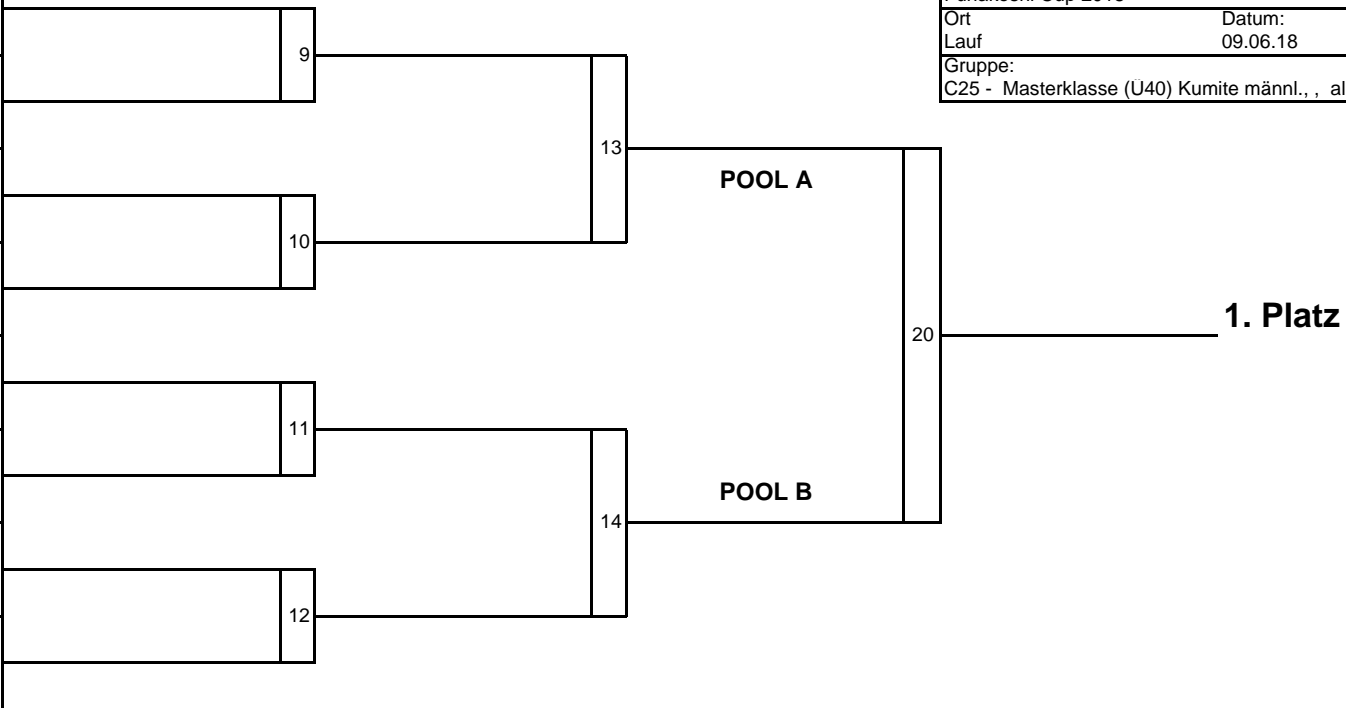 Ort Datum:
Lauf 09.06.18
Gruppe:
C25 - Masterklasse (Ü40) Kumite männl., , al
9
13
POOL A
10
1. Platz
20
11
POOL B
14
12